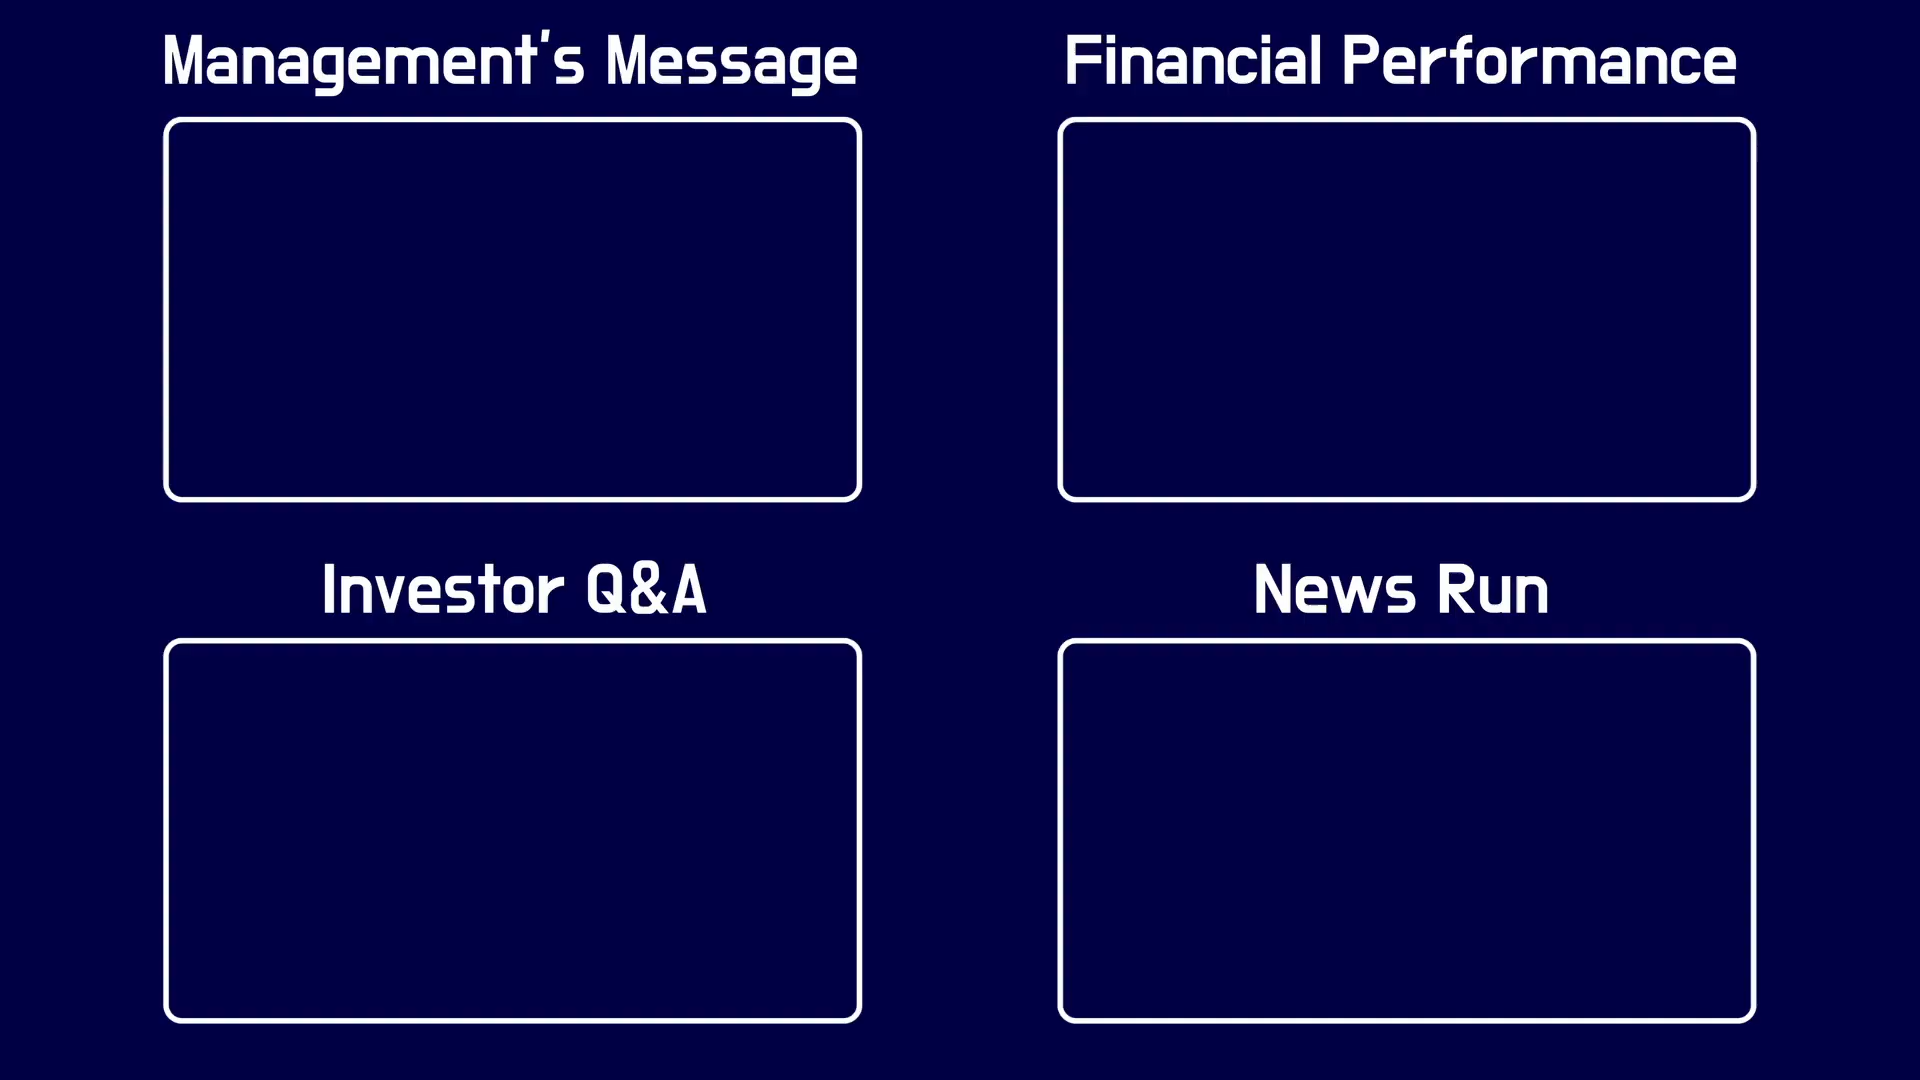 Management's Message
Financial Performance
Investor Q&A
News Run